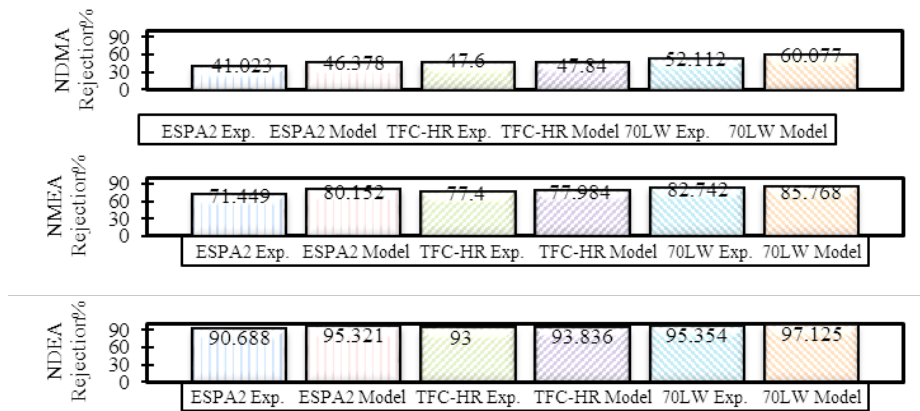 NDMA
Rejection%
90
60
30
0
41.023 46.378 47.6 47.84 52.112 60.077
ESPA2 Exp. ESPA2 Model TFC-HR Exp. TFC-HR Model 70LW Exp. 70LW Model
NMEA
Rejection%
90
60
30
0
71.449 80.152 77.4 77.984 82.742 85.768
ESPA2 Exp. ESPA2 Model TFC-HR Exp. TFC-HR Model 70LW Exp. 70LW Model
NDEA
Rejection%
90
60
30
0
90.688 95.321 93 93.836 95.354 97.125
ESPA2 Exp. ESPA2 Model TFC-HR Exp. TFC-HR Model 70LW Exp. 70LW Model